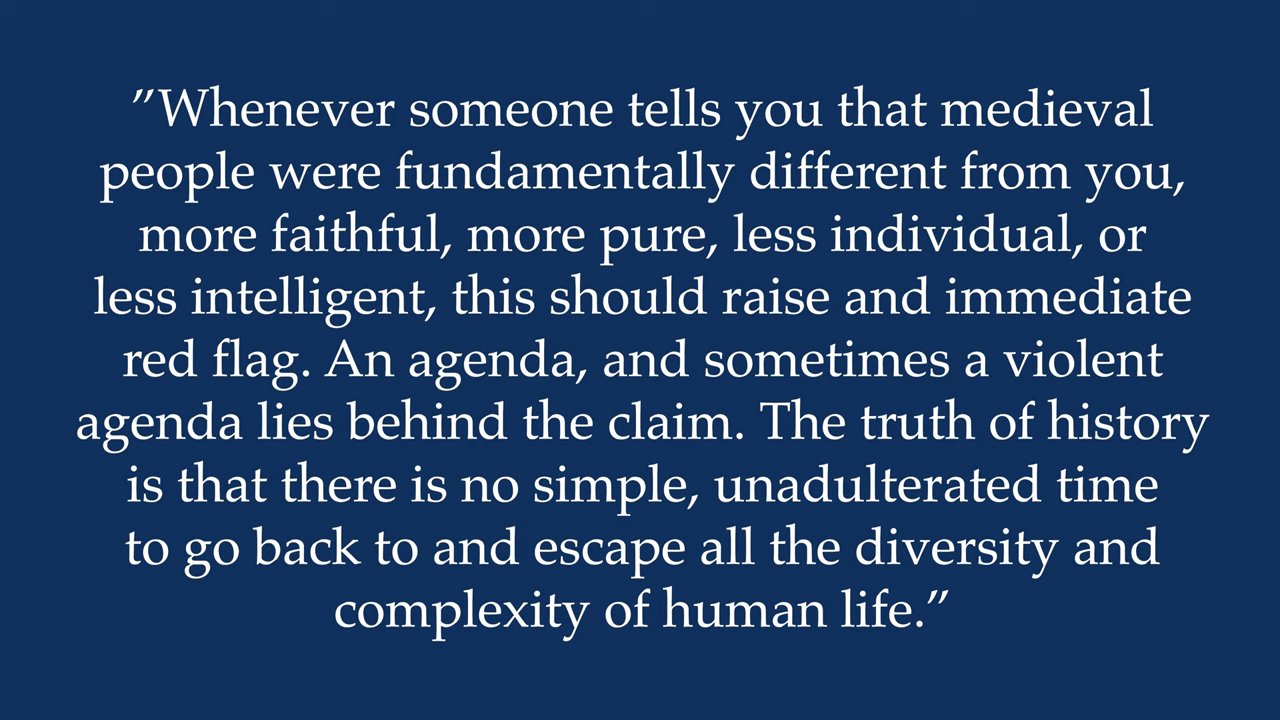 ”Whenever someone tells you that medieval
people were fundamentally different from you,
more faithful, more pure, less individual, or
less intelligent, this should raise and immediate
red flag. An agenda, and sometimes a violent
agenda lies behind the claim. The truth of history
is that there is no simple, unadulterated time
to go back to and escape all the diversity and
complexity of human life.”